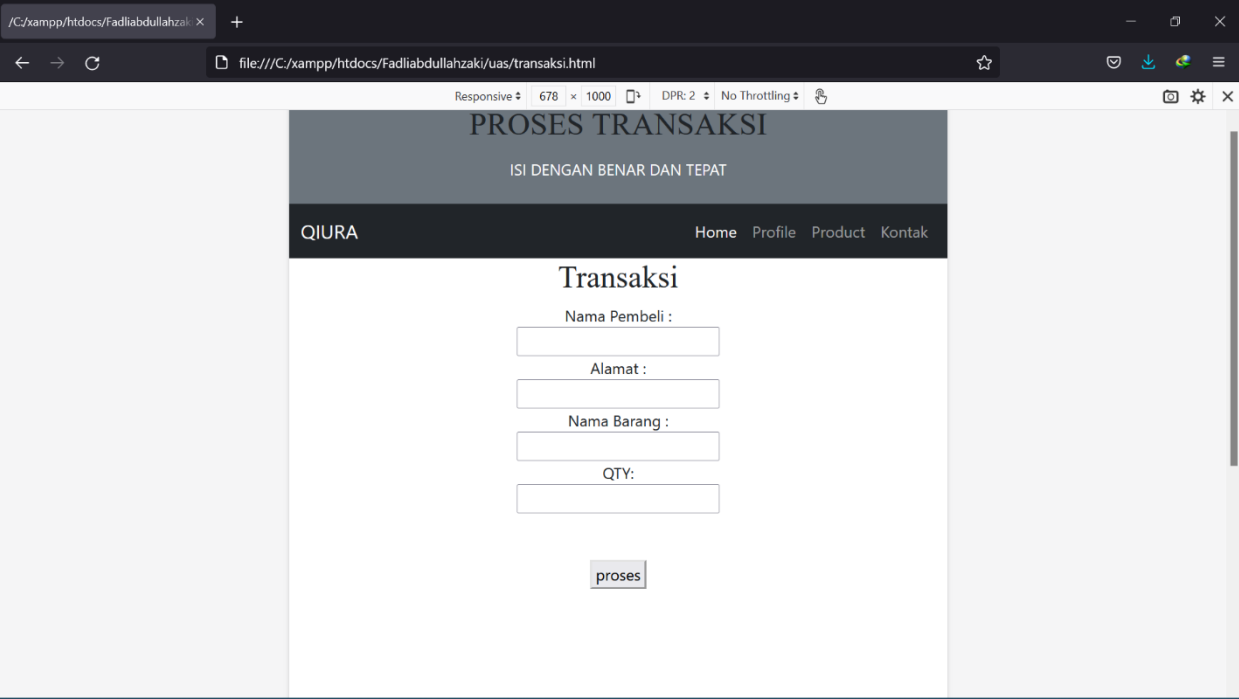 /C:/xampp/htdocs/Fadliabdullahzaki
file:///C:/xampp/htdocs/Fadliabdullahzaki/uas/transaksi.html
Responsive 678 × 1000 DPR: 2 No Throttling
PROSES TRANSAKSI
ISI DENGAN BENAR DAN TEPAT
QIURA Home Profile Product Kontak
Transaksi
Nama Pembeli :
Alamat :
Nama Barang :
QTY:
proses